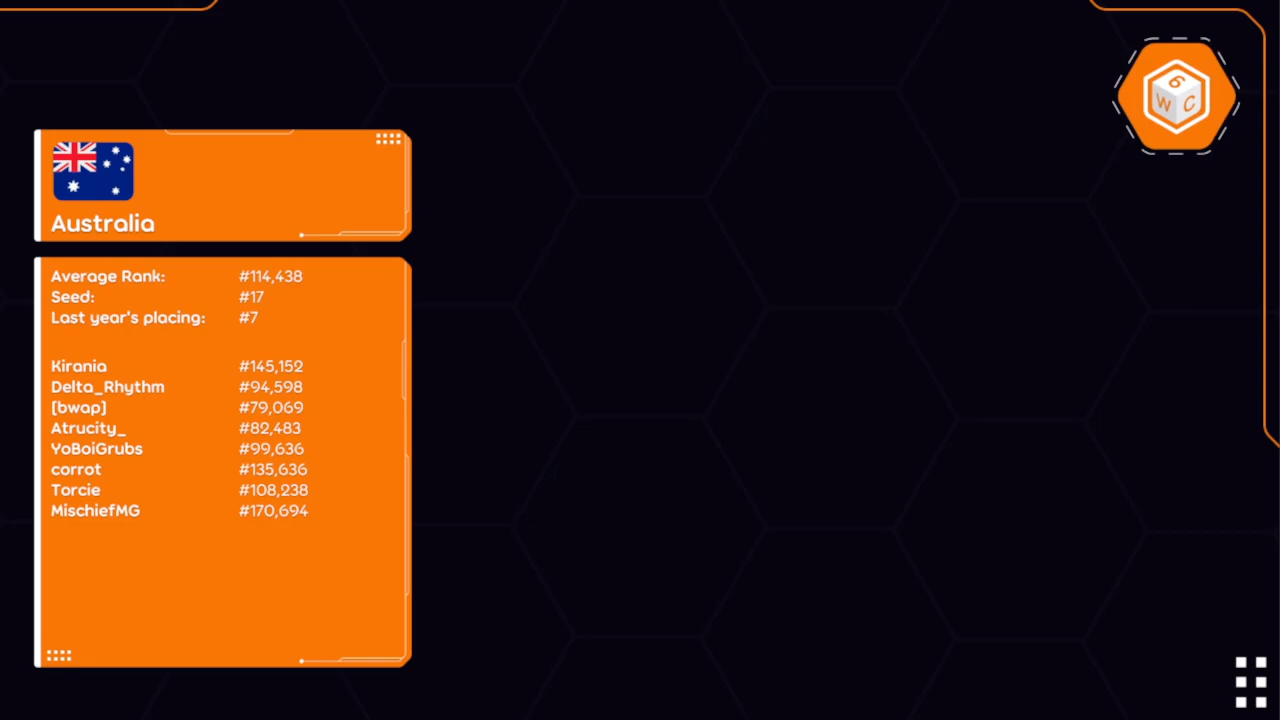 6
W C
Australia
Average Rank: #114,438
Seed: #17
Last year's placing: #7
Kirania #145,152
Delta_Rhythm #94,598
[bwap] #79,069
Atrucity_ #82,483
YoBoiGrubs #99,636
corrot #135,636
Torcie #108,238
MischiefMG #170,694